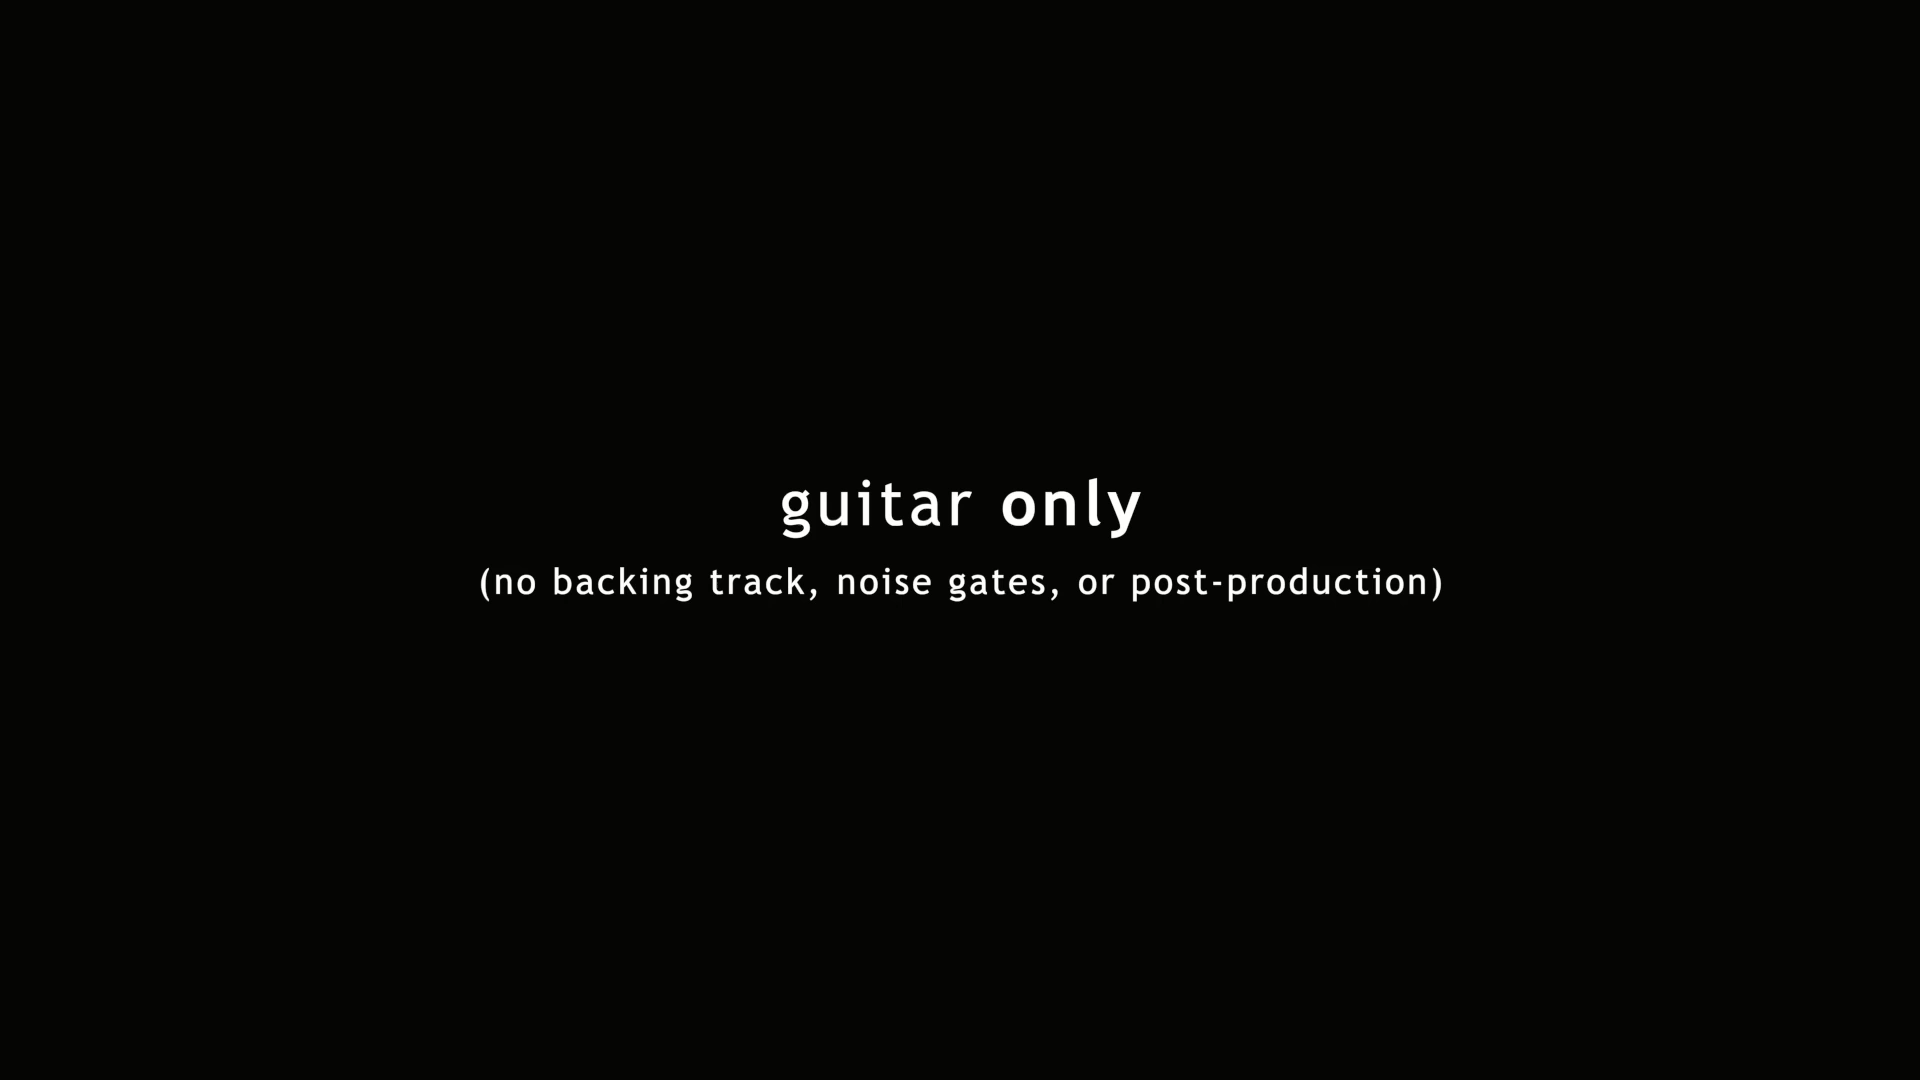 guitar only
(no backing track, noise gates, or post-production)